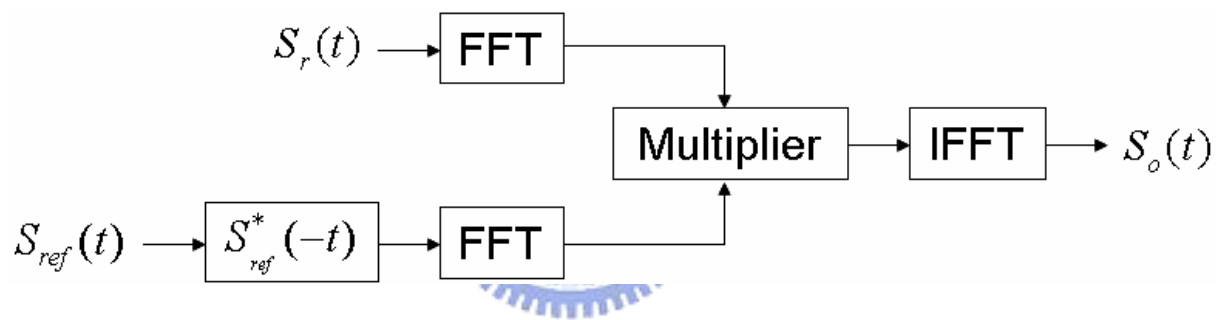 S_r(t) FFT
Multiplier IFFT S_o(t)
S_ref(t) S*_ref(-t) FFT